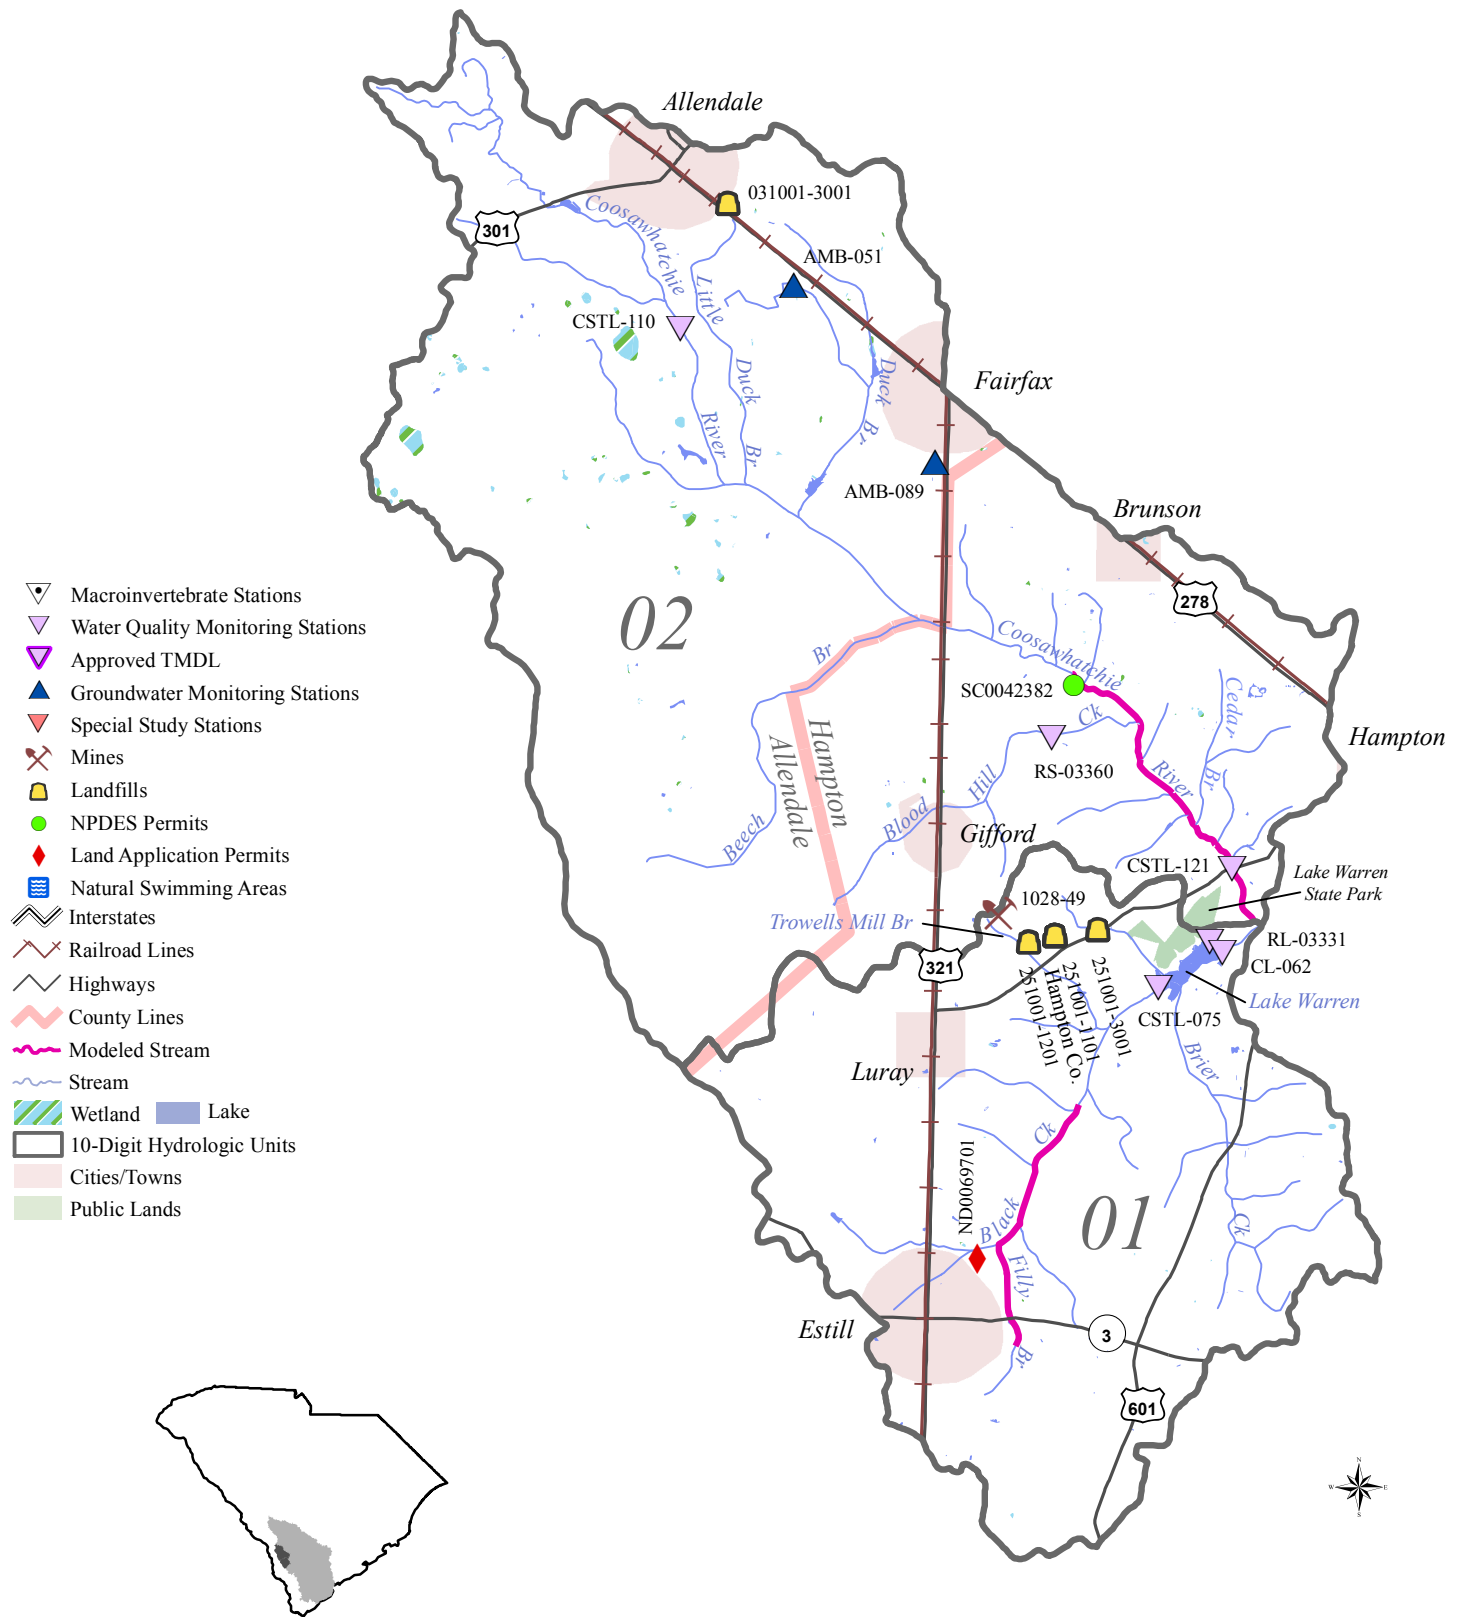 Allendale
031001-3001
Coosawhatchie
301
AMB-051
Little
CSTL-110
Duck
Duck
Fairfax
River
Br
Br
AMB-089
Brunson
Macroinvertebrate Stations
Water Quality Monitoring Stations
Approved TMDL
Groundwater Monitoring Stations
Special Study Stations
Mines
Landfills
NPDES Permits
Land Application Permits
Natural Swimming Areas
Interstates
Railroad Lines
Highways
County Lines
Modeled Stream
Stream
Wetland
Lake
10-Digit Hydrologic Units
Cities/Towns
Public Lands
278
02
Coosawhatchie
Br
SC0042382
Cedar
Ck
Hampton
Hampton
Allendale
RS-03360
River
Br
Hill
Blood
Beech
Gifford
CSTL-121
Lake Warren
State Park
1028-49
Trowells Mill Br
RL-03331
321
CL-062
251001-1201
Hampton Co.
251001-1101
251001-3001
Lake Warren
CSTL-075
Brier
Luray
Ck
ND0069701
Black
01
Ck
Filly.
Estill
3
Br
601
N
W
E
S